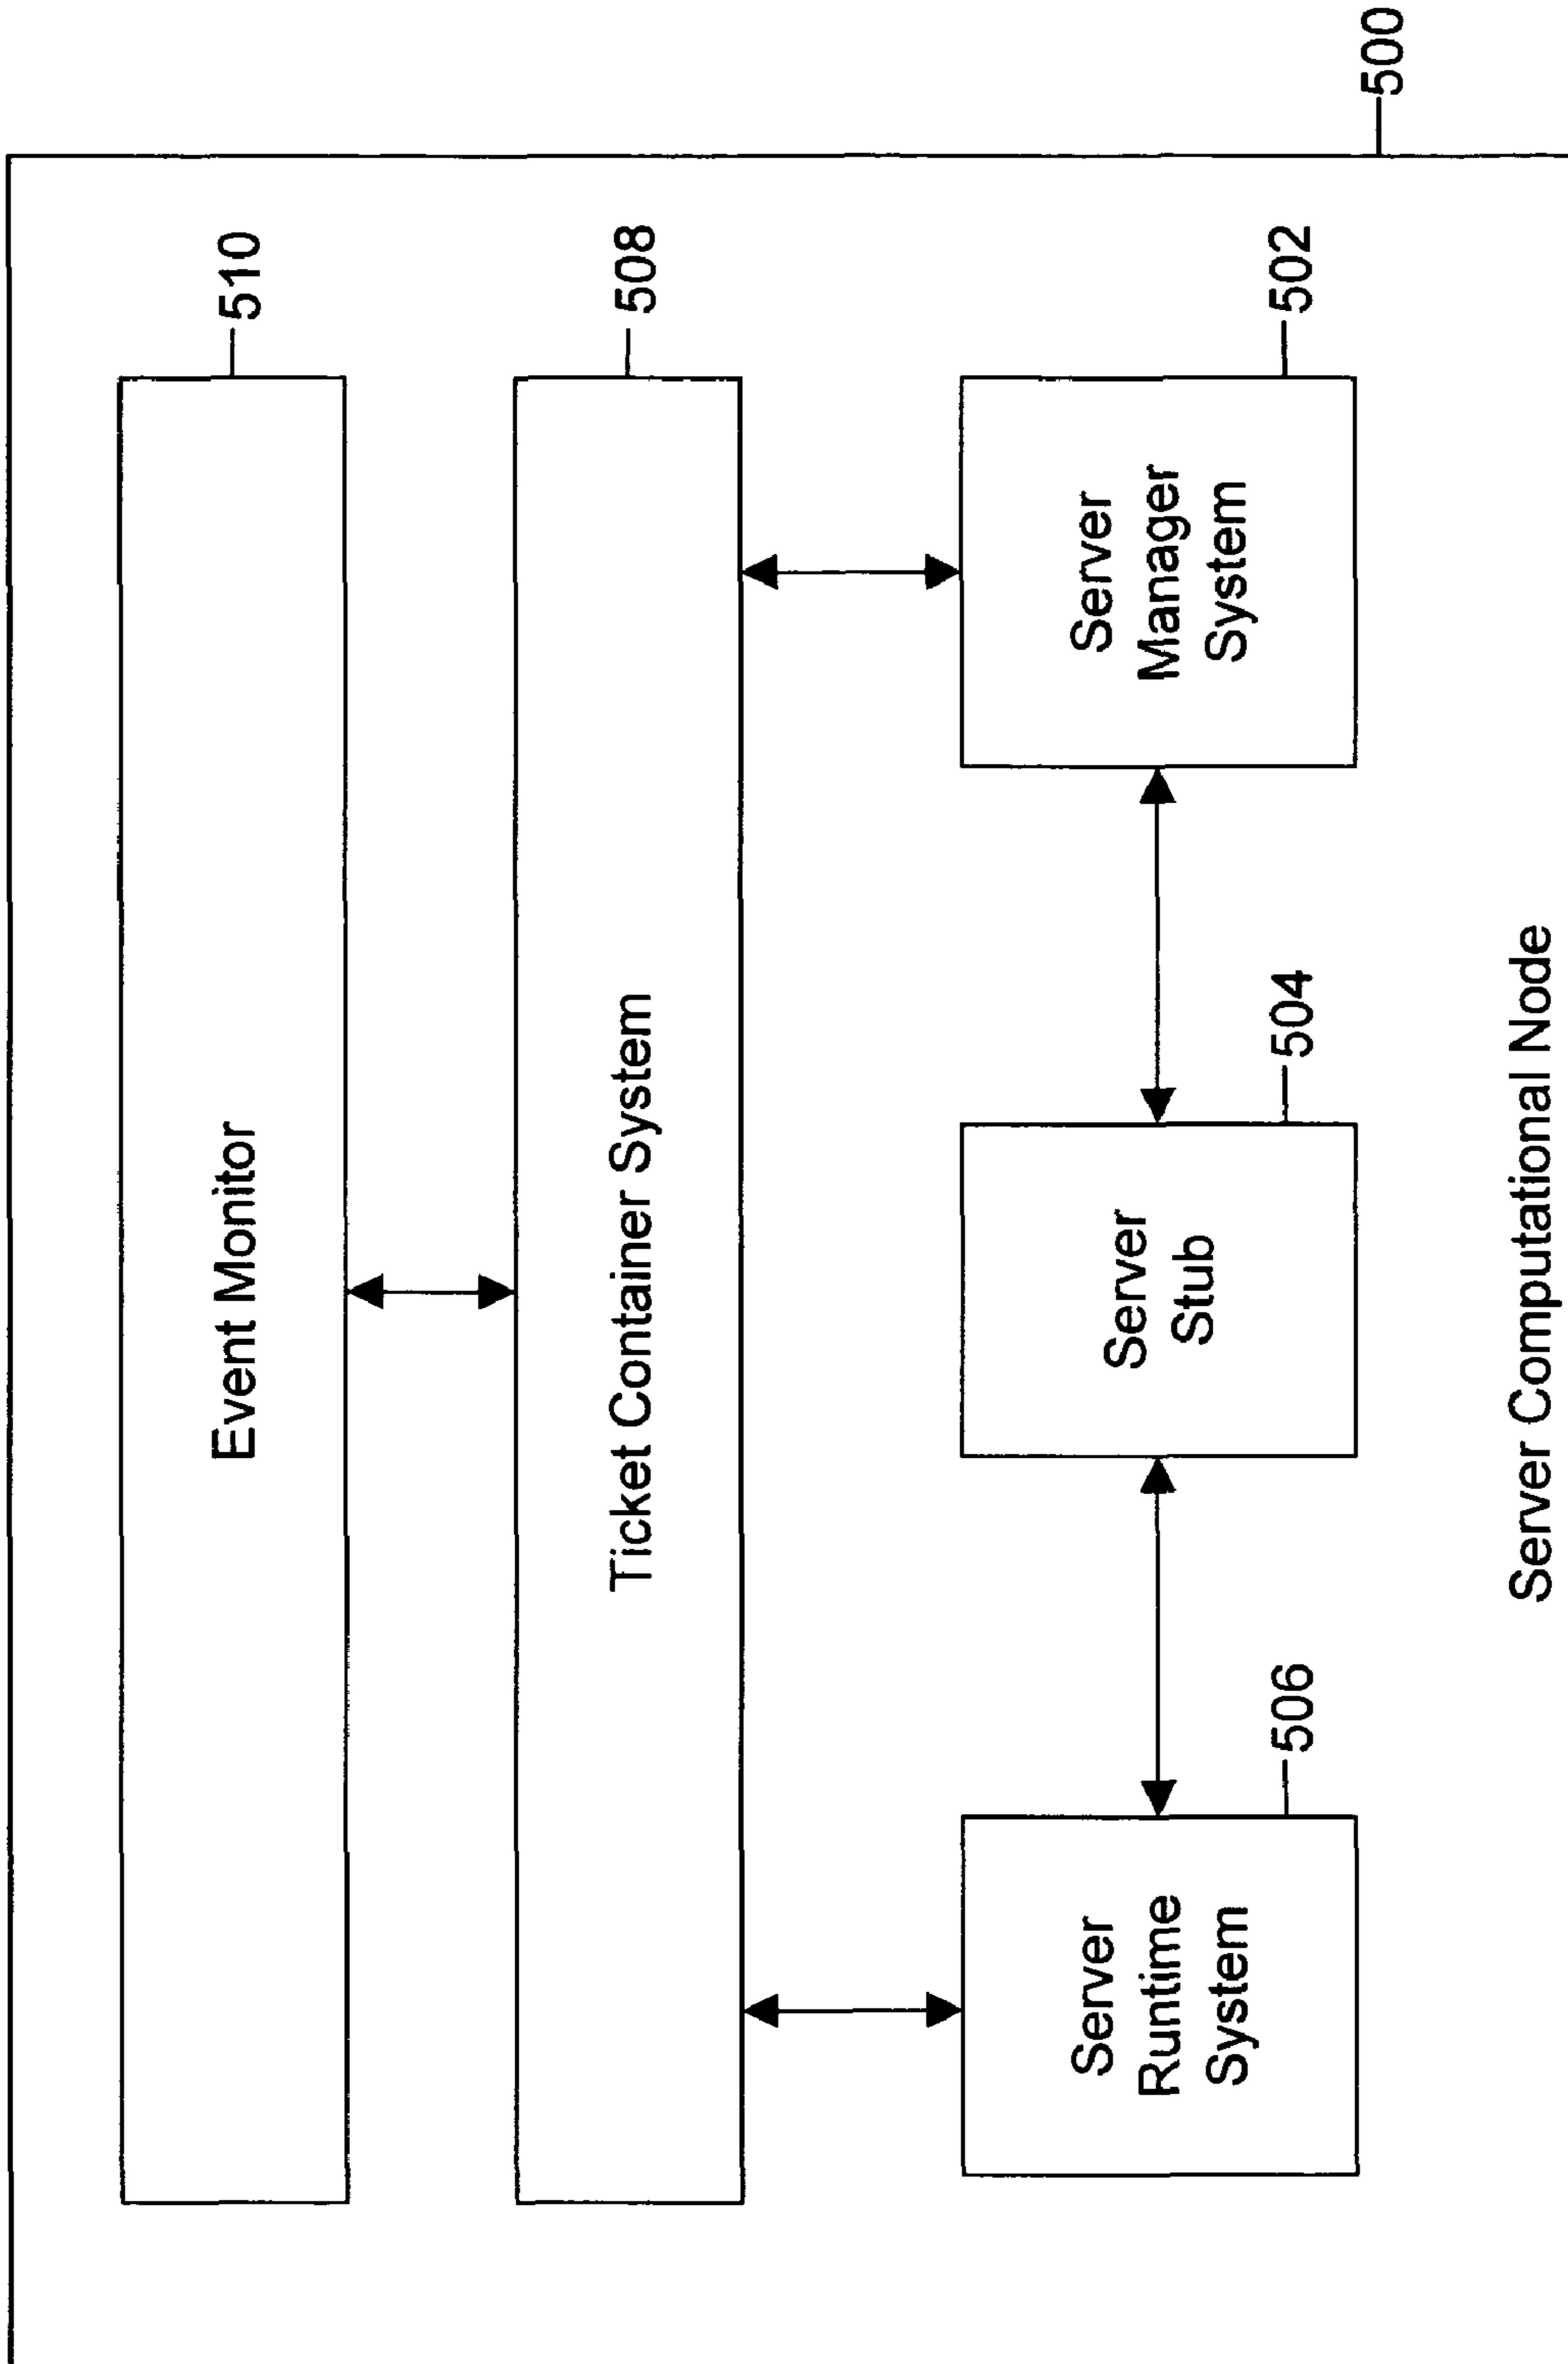 500
510
Event Monitor
508
Ticket Container System
Server
Runtime
System
506
Server
Stub
504
Server
Manager
System
502
Server Computational Node